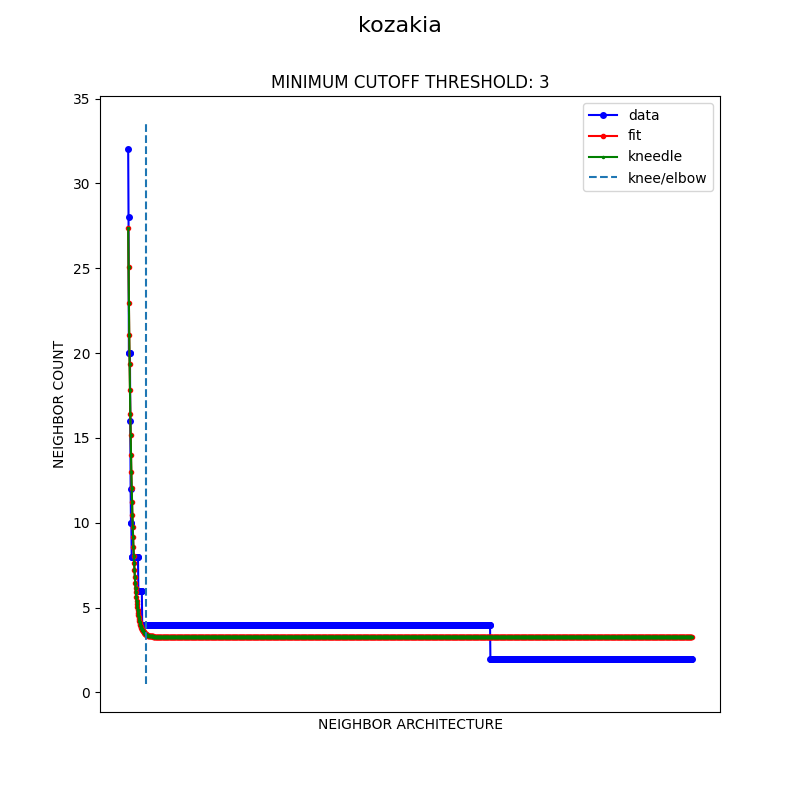 kozakia
MINIMUM CUTOFF THRESHOLD: 3
35
30
25
20
15
10
5
0
NEIGHBOR COUNT
data
fit
kneedle
knee/elbow
NEIGHBOR ARCHITECTURE